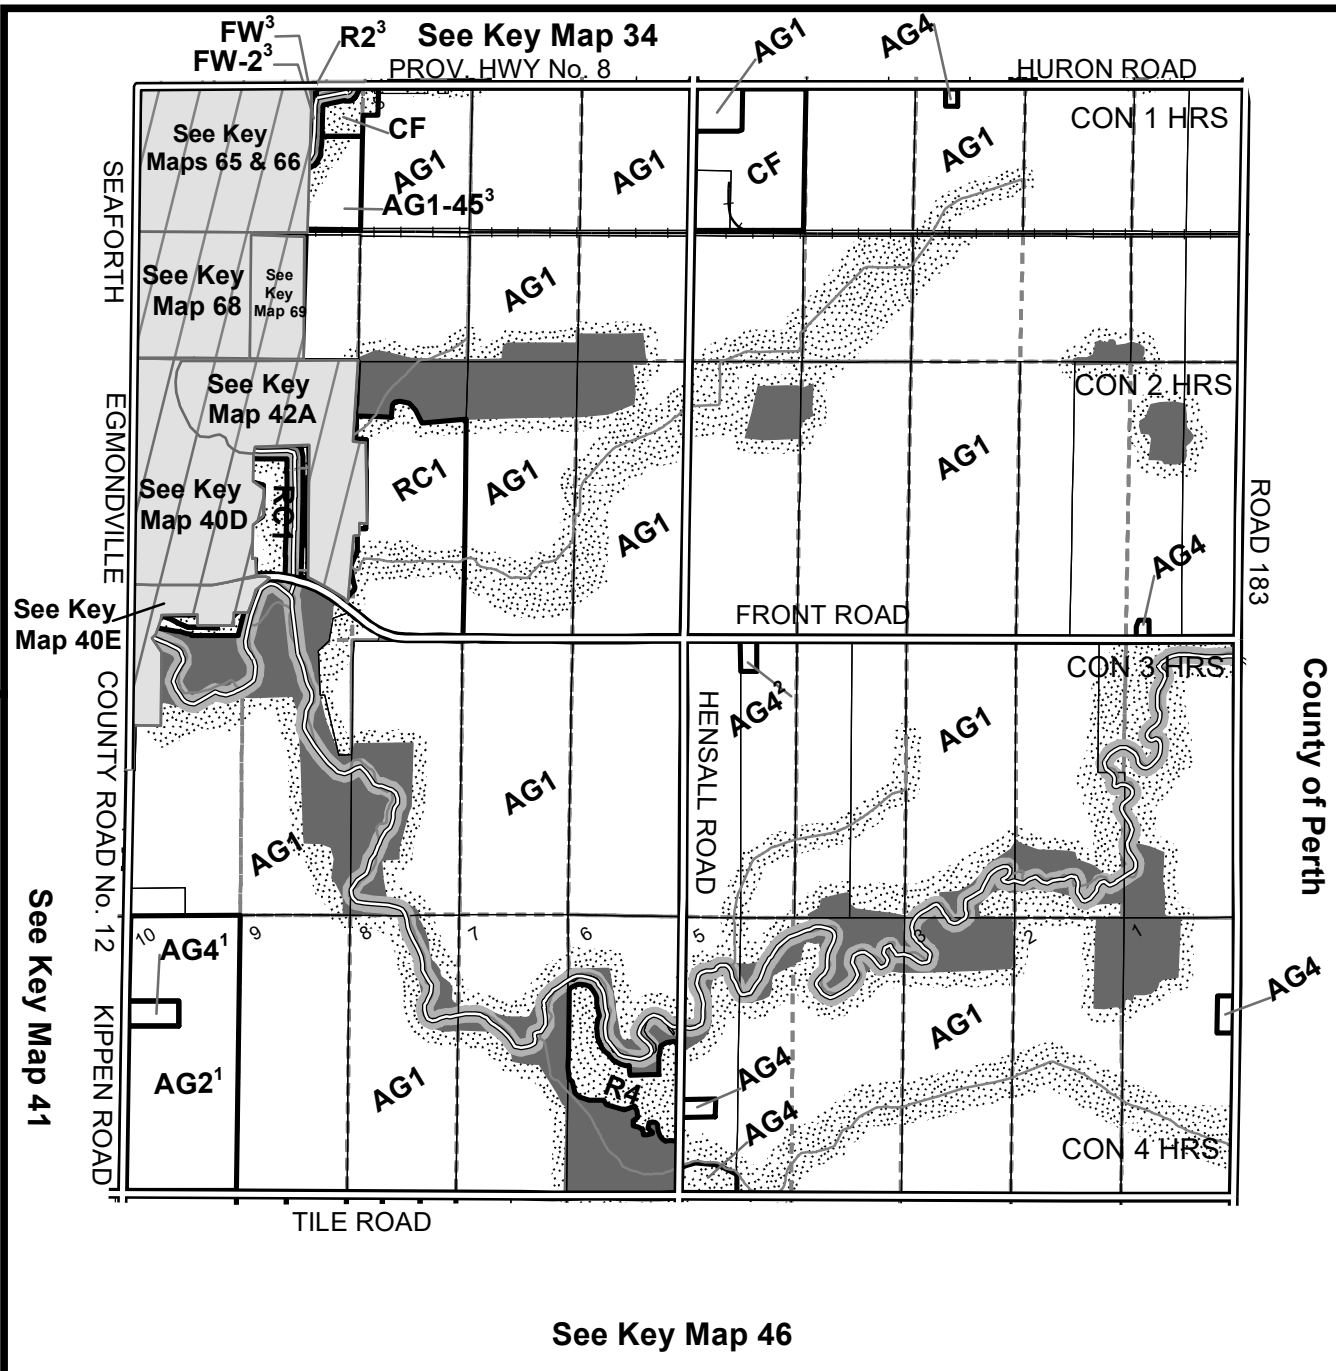 FW³
R2³
See Key Map 34
AG1
AG4
FW-2³
PROV. HWY No. 8
HURON ROAD
See Key
Maps 65 & 66
CF
CON 1 HRS
AG1
AG1
CF
AG1
AG1-45³
SEAFORTH
See Key
Map 68
See
Key
Map 69
AG1
See Key
Map 42A
CON 2 HRS
EGMONDVILLE
See Key
Map 40D
RC1
RC1
AG1
AG1
AG1
ROAD 183
AG4
See Key
Map 40E
FRONT ROAD
CON 3 HRS
AG4²
HENSALL ROAD
AG1
County of Perth
COUNTY ROAD No. 12
AG1
AG1
See Key Map 41
10
9
8
7
6
5
3
2
1
AG4¹
AG4
AG1
KIPPEN ROAD
AG2¹
AG1
R4
AG4
AG4
CON 4 HRS
TILE ROAD
See Key Map 46